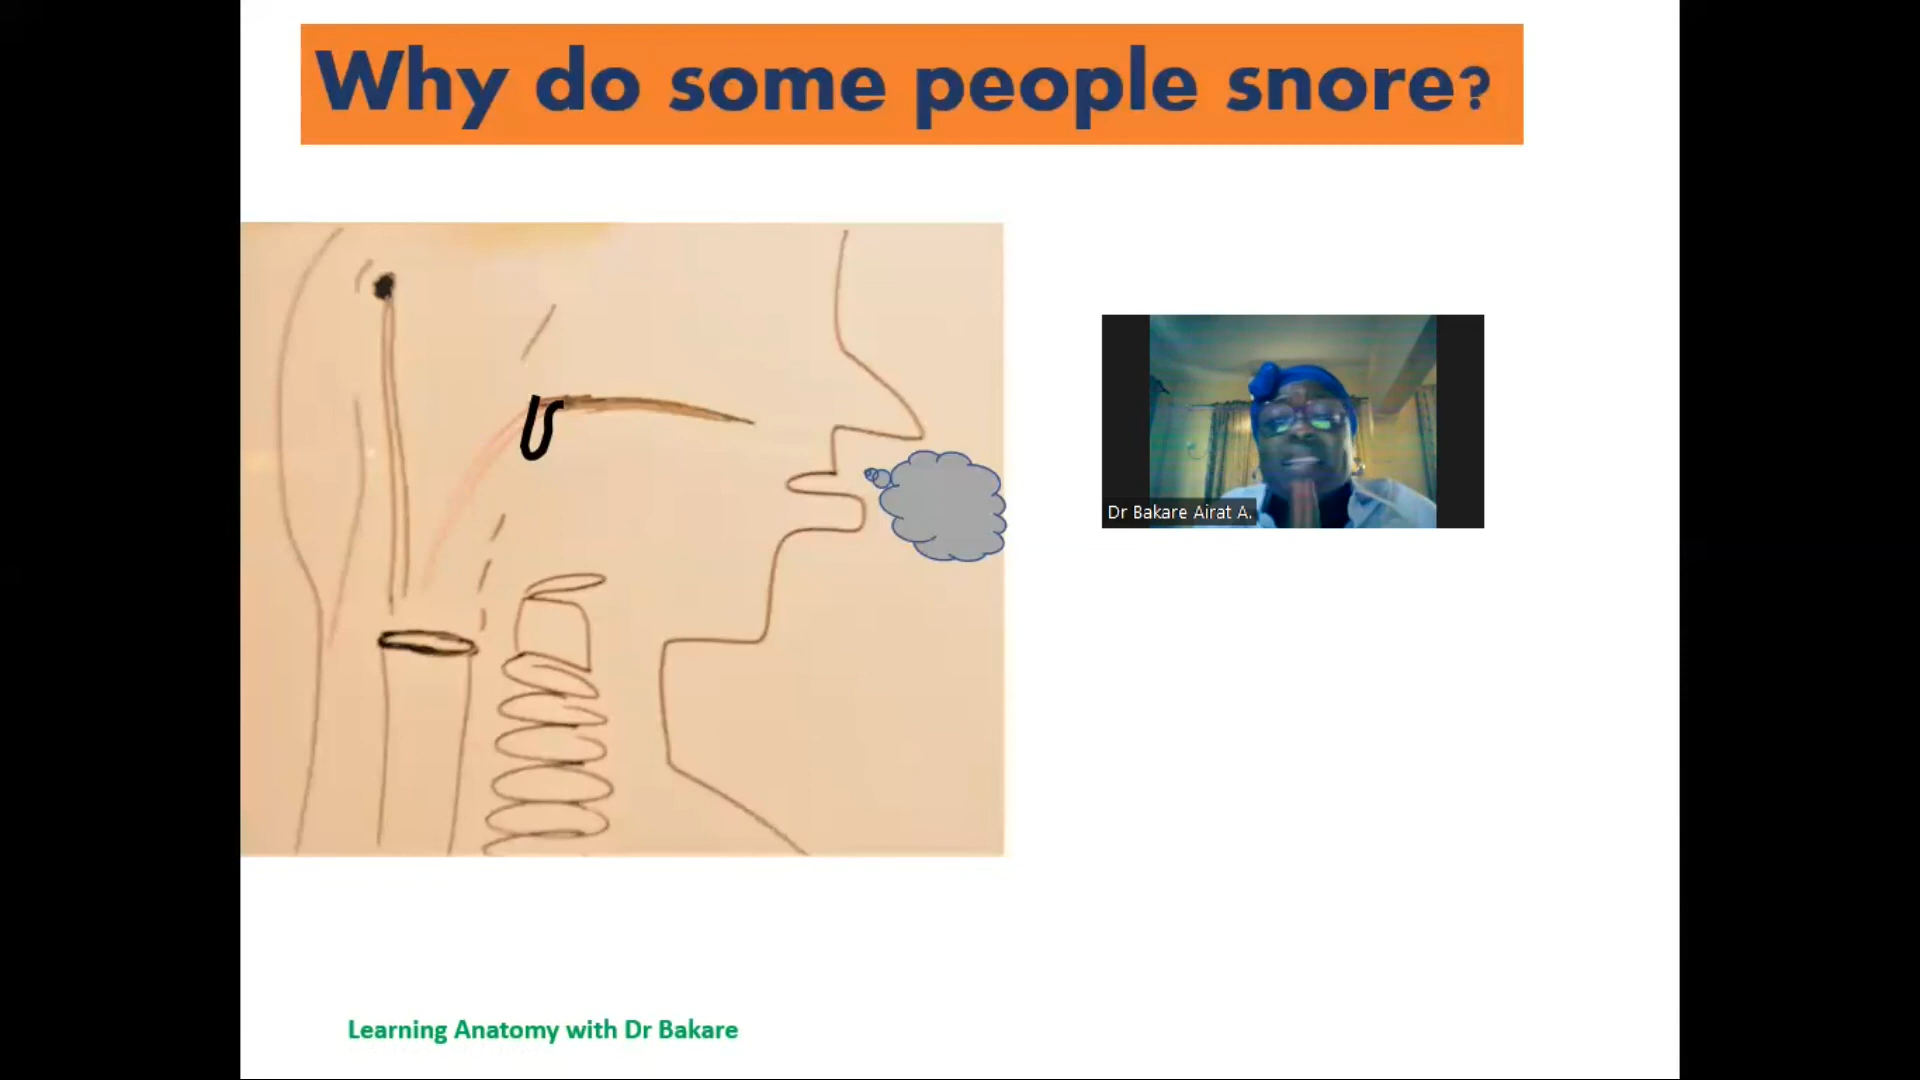 Why do some people snore?
Dr Bakare Airat A.
Learning Anatomy with Dr Bakare